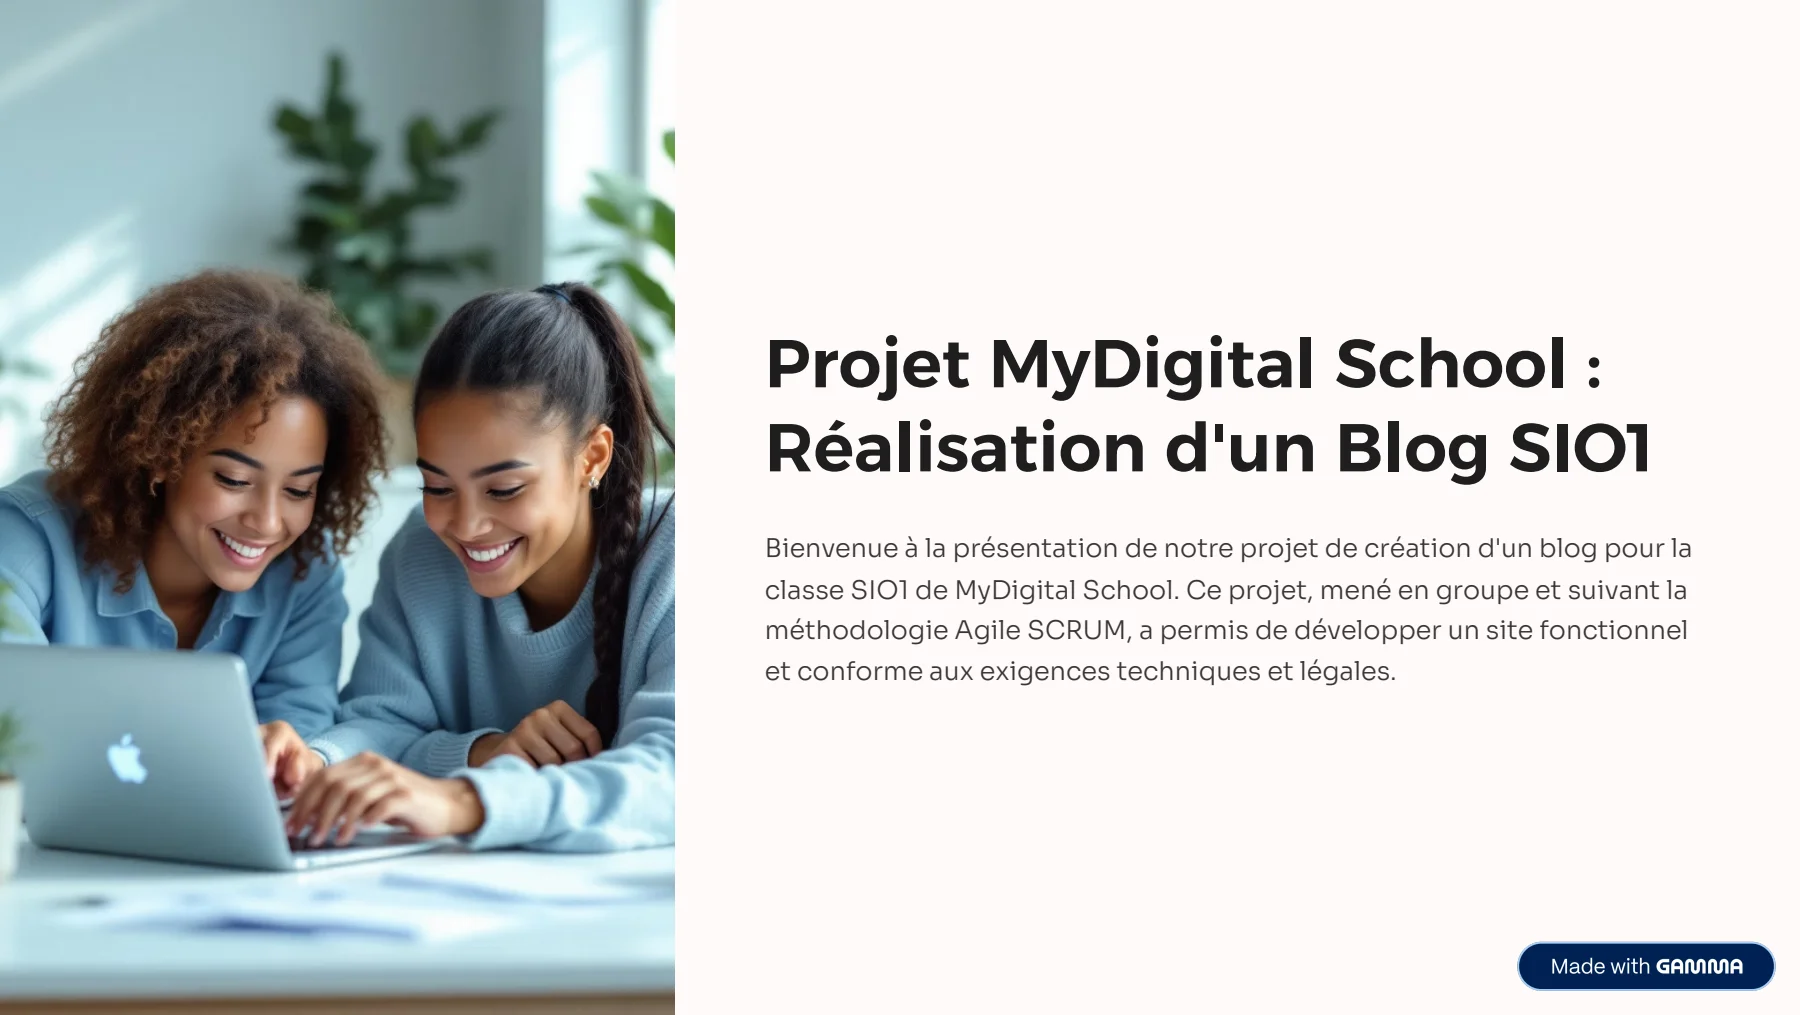 Projet MyDigital School :
Réalisation d'un Blog SIO1
Bienvenue à la présentation de notre projet de création d'un blog pour la
classe SIO1 de MyDigital School. Ce projet, mené en groupe et suivant la
méthodologie Agile SCRUM, a permis de développer un site fonctionnel
et conforme aux exigences techniques et légales.
Made with GAMMA